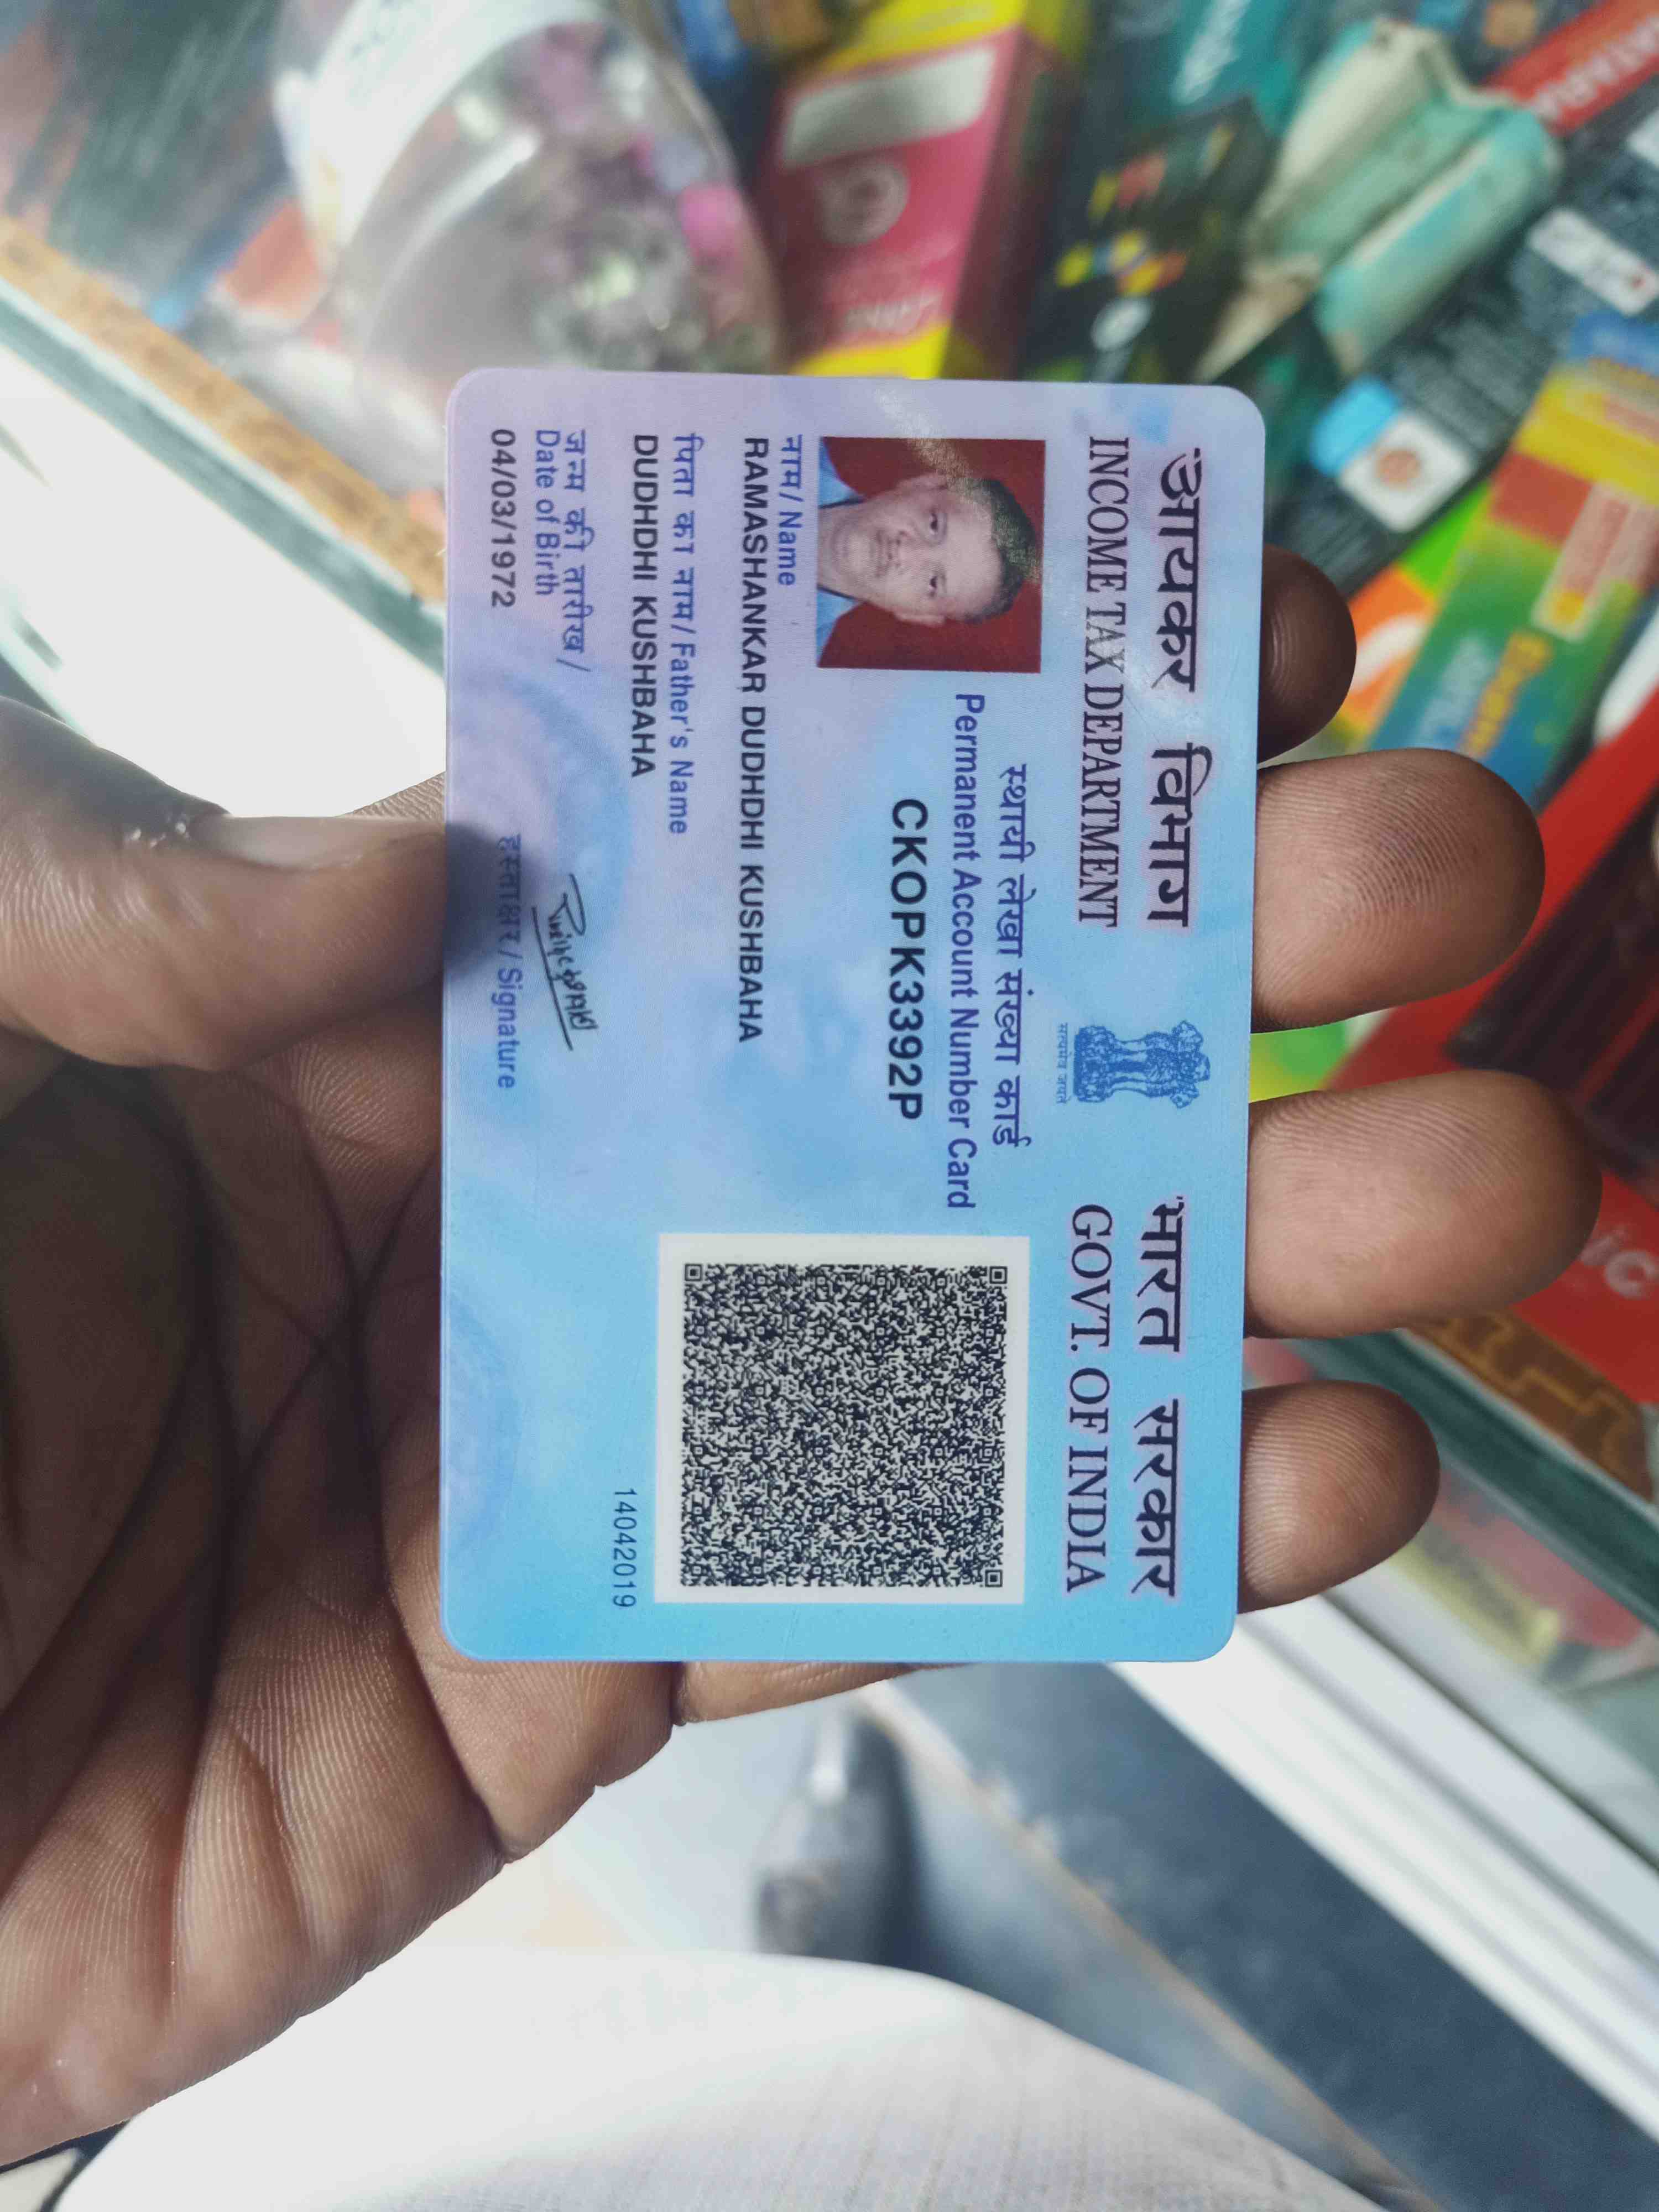 आयकर विभाग
INCOME TAX DEPARTMENT
सत्यमेव जयते
भारत सरकार
GOVT. OF INDIA
स्थायी लेखा संख्या कार्ड
Permanent Account Number Card
CKOPK3392P
नाम/ Name
RAMASHANKAR DUDHDHI KUSHBAHA
पिता का नाम/ Father's Name
DUDHDHI KUSHBAHA
जन्म की तारीख /
Date of Birth
04/03/1972
हस्ताक्षर / Signature
14042019